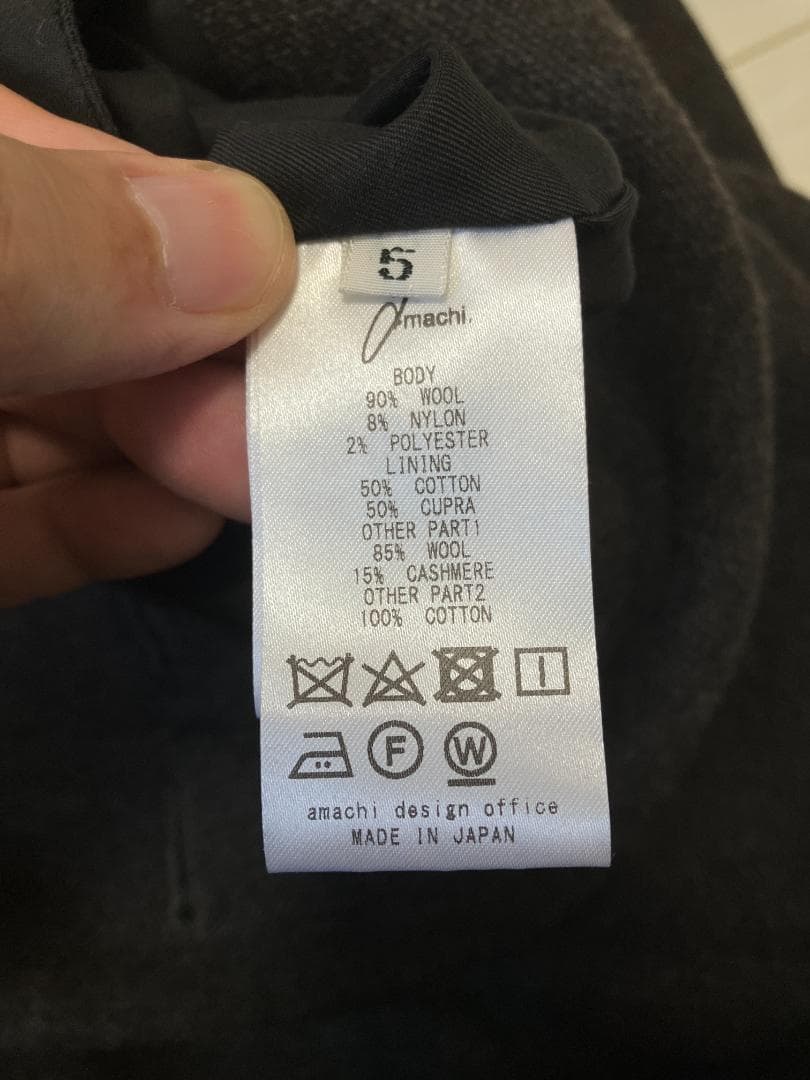 5
amachi.
BODY
90% WOOL
8% NYLON
2% POLYESTER
LINING
50% COTTON
50% CUPRA
OTHER PART1
85% WOOL
15% CASHMERE
OTHER PART2
100% COTTON
F W
amachi design office
MADE IN JAPAN